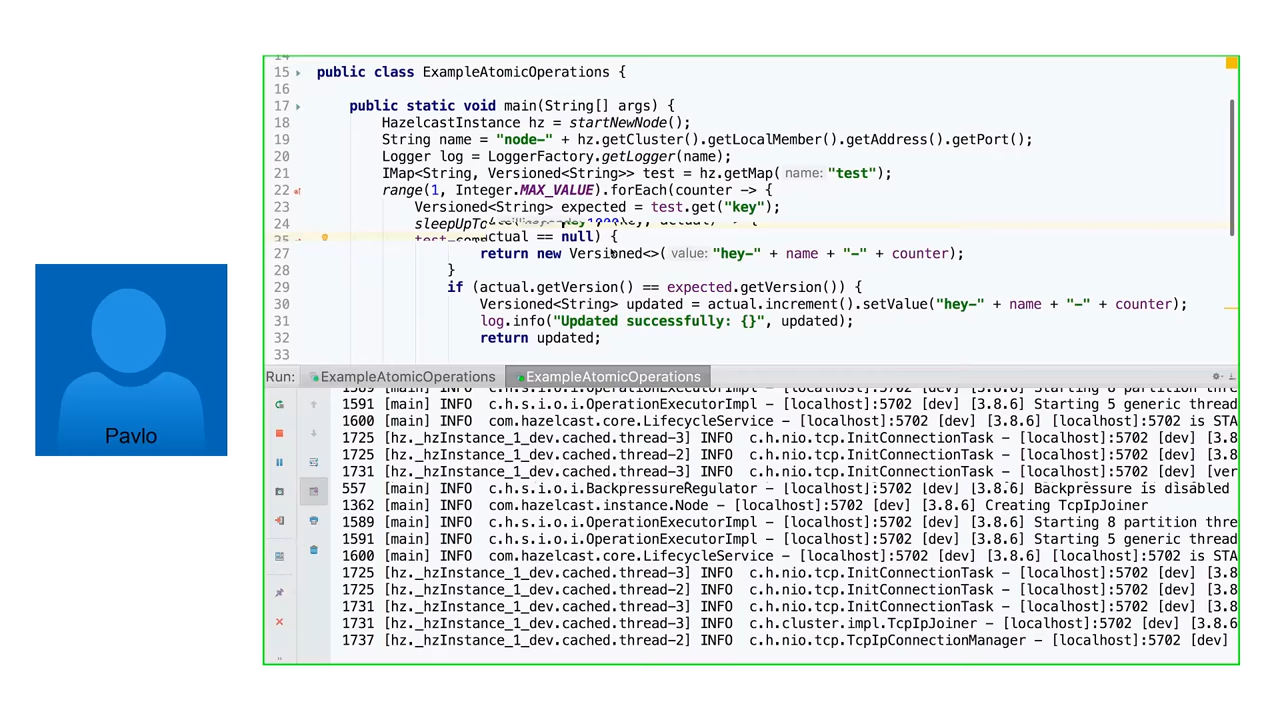 Pavlo
15 public class ExampleAtomicOperations {
16
17 public static void main(String[] args) {
18 HazelcastInstance hz = startNewNode();
19 String name = "node-" + hz.getCluster().getLocalMember().getAddress().getPort();
20 Logger log = LoggerFactory.getLogger(name);
21 IMap<String, Versioned<String>> test = hz.getMap( name: "test");
22 range(1, Integer.MAX_VALUE).forEach(counter -> {
23 Versioned<String> expected = test.get("key");
24 sleepUpTo
actual == null) {
27 return new Versioned<>( value: "hey-" + name + "-" + counter);
28 }
29 if (actual.getVersion() == expected.getVersion()) {
30 Versioned<String> updated = actual.increment().setValue("hey-" + name + "-" + counter);
31 log.info("Updated successfully: {}", updated);
32 return updated;
33
Run: ExampleAtomicOperations ExampleAtomicOperations
1589 [main] INFO c.h.s.i.o.i.OperationExecutorImpl - [localhost]:5702 [dev] [3.8.6] Starting 8 partition thre
1591 [main] INFO c.h.s.i.o.i.OperationExecutorImpl - [localhost]:5702 [dev] [3.8.6] Starting 5 generic thread
1600 [main] INFO com.hazelcast.core.LifecycleService - [localhost]:5702 [dev] [3.8.6] [localhost]:5702 is STA
1725 [hz._hzInstance_1_dev.cached.thread-3] INFO c.h.nio.tcp.InitConnectionTask - [localhost]:5702 [dev] [3.8
1725 [hz._hzInstance_1_dev.cached.thread-2] INFO c.h.nio.tcp.InitConnectionTask - [localhost]:5702 [dev] [3.8
1731 [hz._hzInstance_1_dev.cached.thread-3] INFO c.h.nio.tcp.InitConnectionTask - [localhost]:5702 [dev] [ver
557 [main] INFO c.h.s.i.o.i.BackpressureRegulator - [localhost]:5702 [dev] [3.8.6] Backpressure is disabled
1362 [main] INFO com.hazelcast.instance.Node - [localhost]:5702 [dev] [3.8.6] Creating TcpIpJoiner
1589 [main] INFO c.h.s.i.o.i.OperationExecutorImpl - [localhost]:5702 [dev] [3.8.6] Starting 8 partition thre
1591 [main] INFO c.h.s.i.o.i.OperationExecutorImpl - [localhost]:5702 [dev] [3.8.6] Starting 5 generic thread
1600 [main] INFO com.hazelcast.core.LifecycleService - [localhost]:5702 [dev] [3.8.6] [localhost]:5702 is STA
1725 [hz._hzInstance_1_dev.cached.thread-3] INFO c.h.nio.tcp.InitConnectionTask - [localhost]:5702 [dev] [3.8
1725 [hz._hzInstance_1_dev.cached.thread-2] INFO c.h.nio.tcp.InitConnectionTask - [localhost]:5702 [dev] [3.8
1731 [hz._hzInstance_1_dev.cached.thread-3] INFO c.h.nio.tcp.InitConnectionTask - [localhost]:5702 [dev] [3.8
1731 [hz._hzInstance_1_dev.cached.thread-3] INFO c.h.cluster.impl.TcpIpJoiner - [localhost]:5702 [dev] [3.8.6
1737 [hz._hzInstance_1_dev.cached.thread-2] INFO c.h.nio.tcp.TcpIpConnectionManager - [localhost]:5702 [dev]